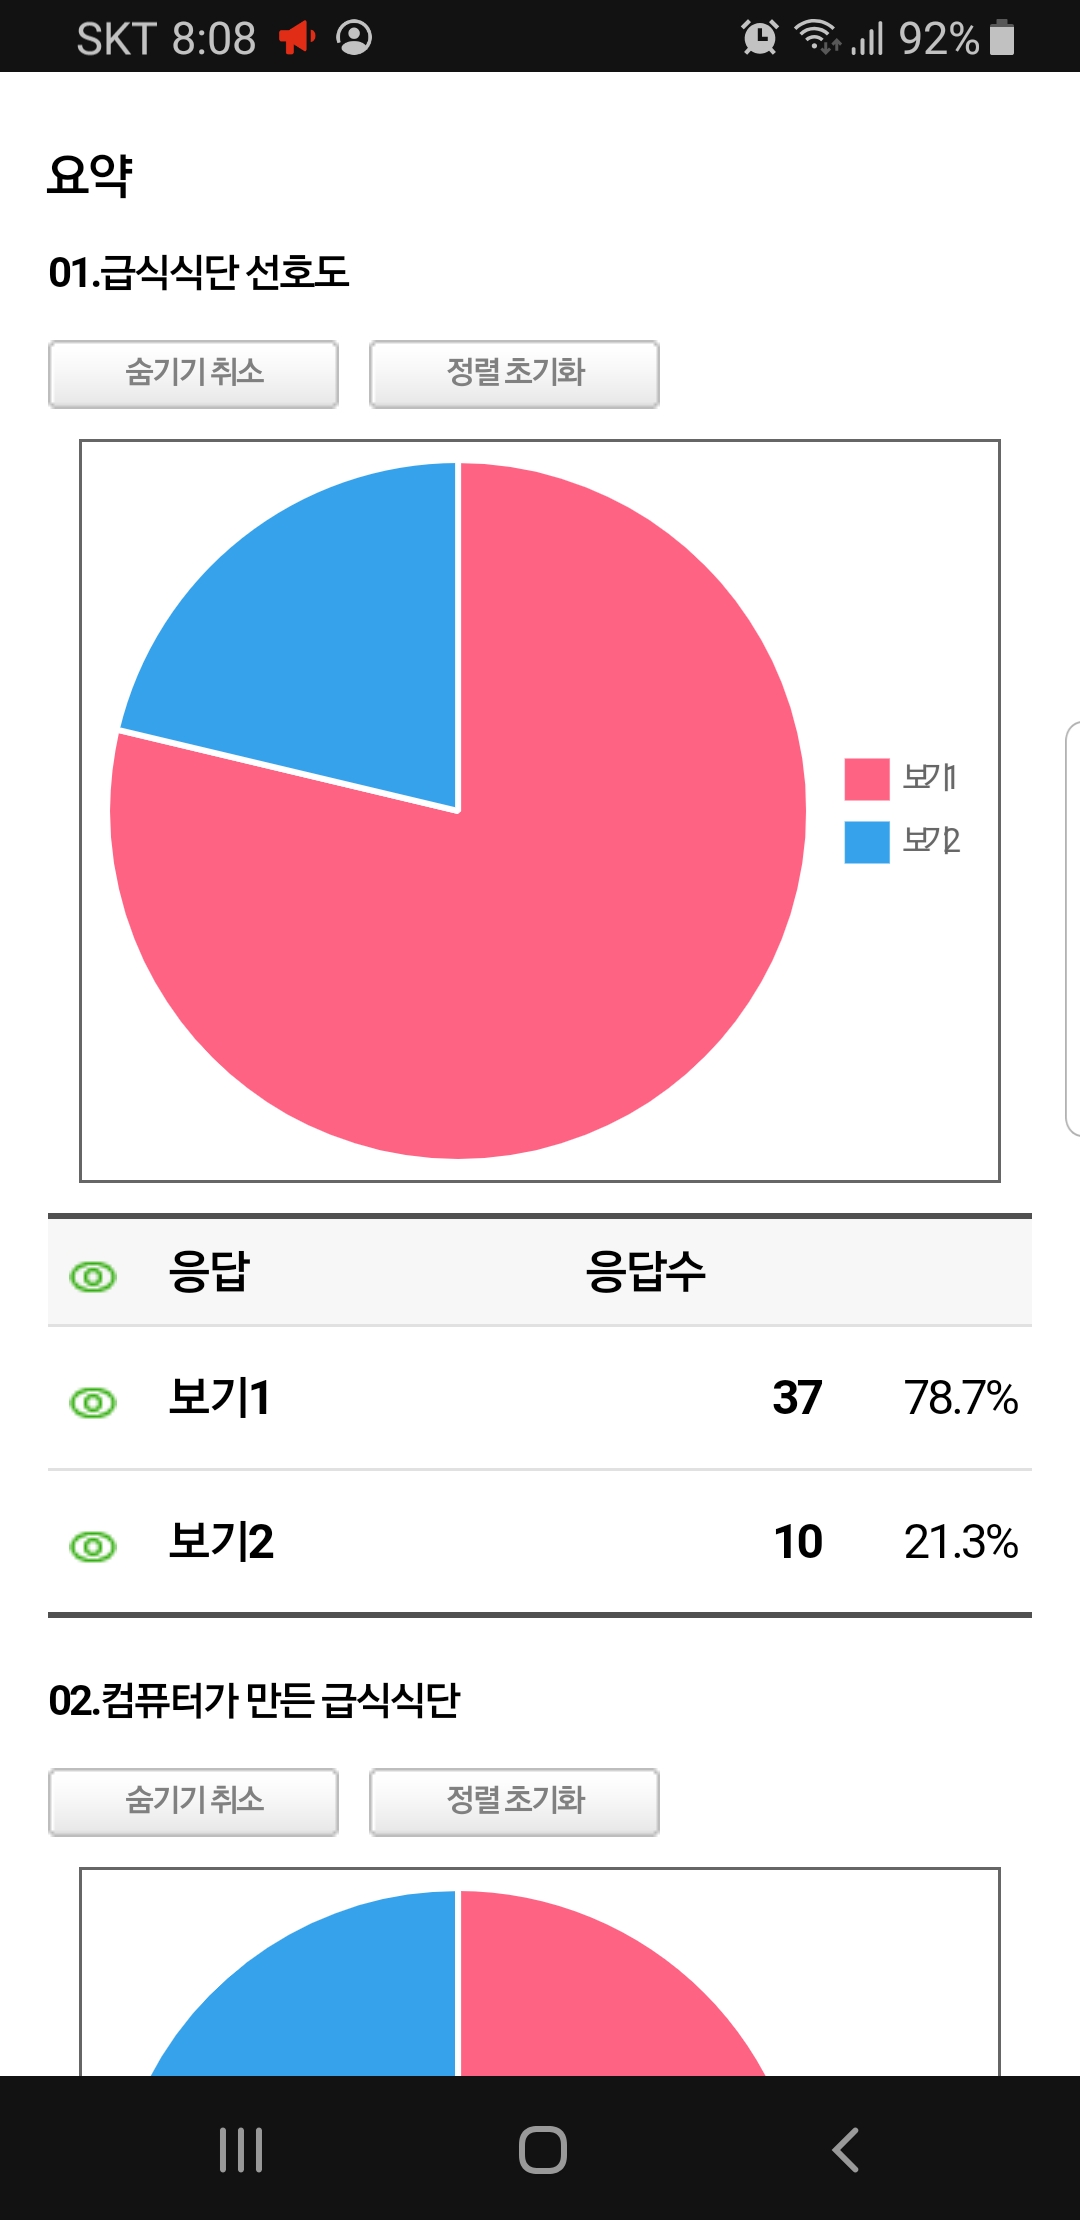 SKT 8:08 92%
요약
01.급식식단 선호도
숨기기 취소 정렬 초기화
보기1
보기2
응답 응답수
보기1 37 78.7%
보기2 10 21.3%
02.컴퓨터가 만든 급식식단
숨기기 취소 정렬 초기화